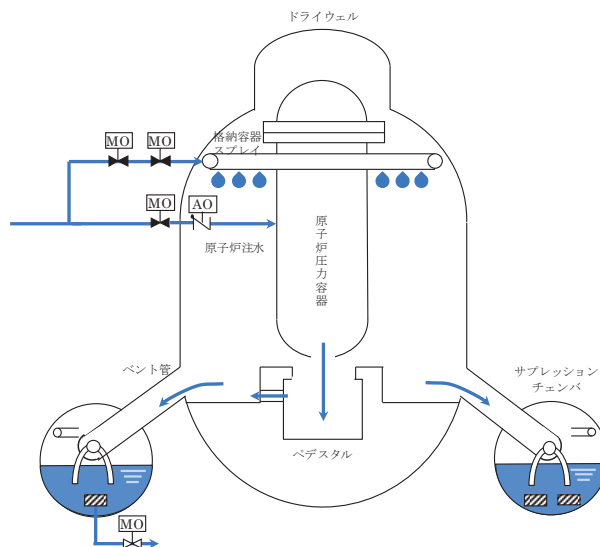 ドライウェル
MO
MO
格納容器
スプレイ
MO
AO
原子炉注水
原子炉圧力容器
ベント管
サプレッション
チェンバ
ペデスタル
MO